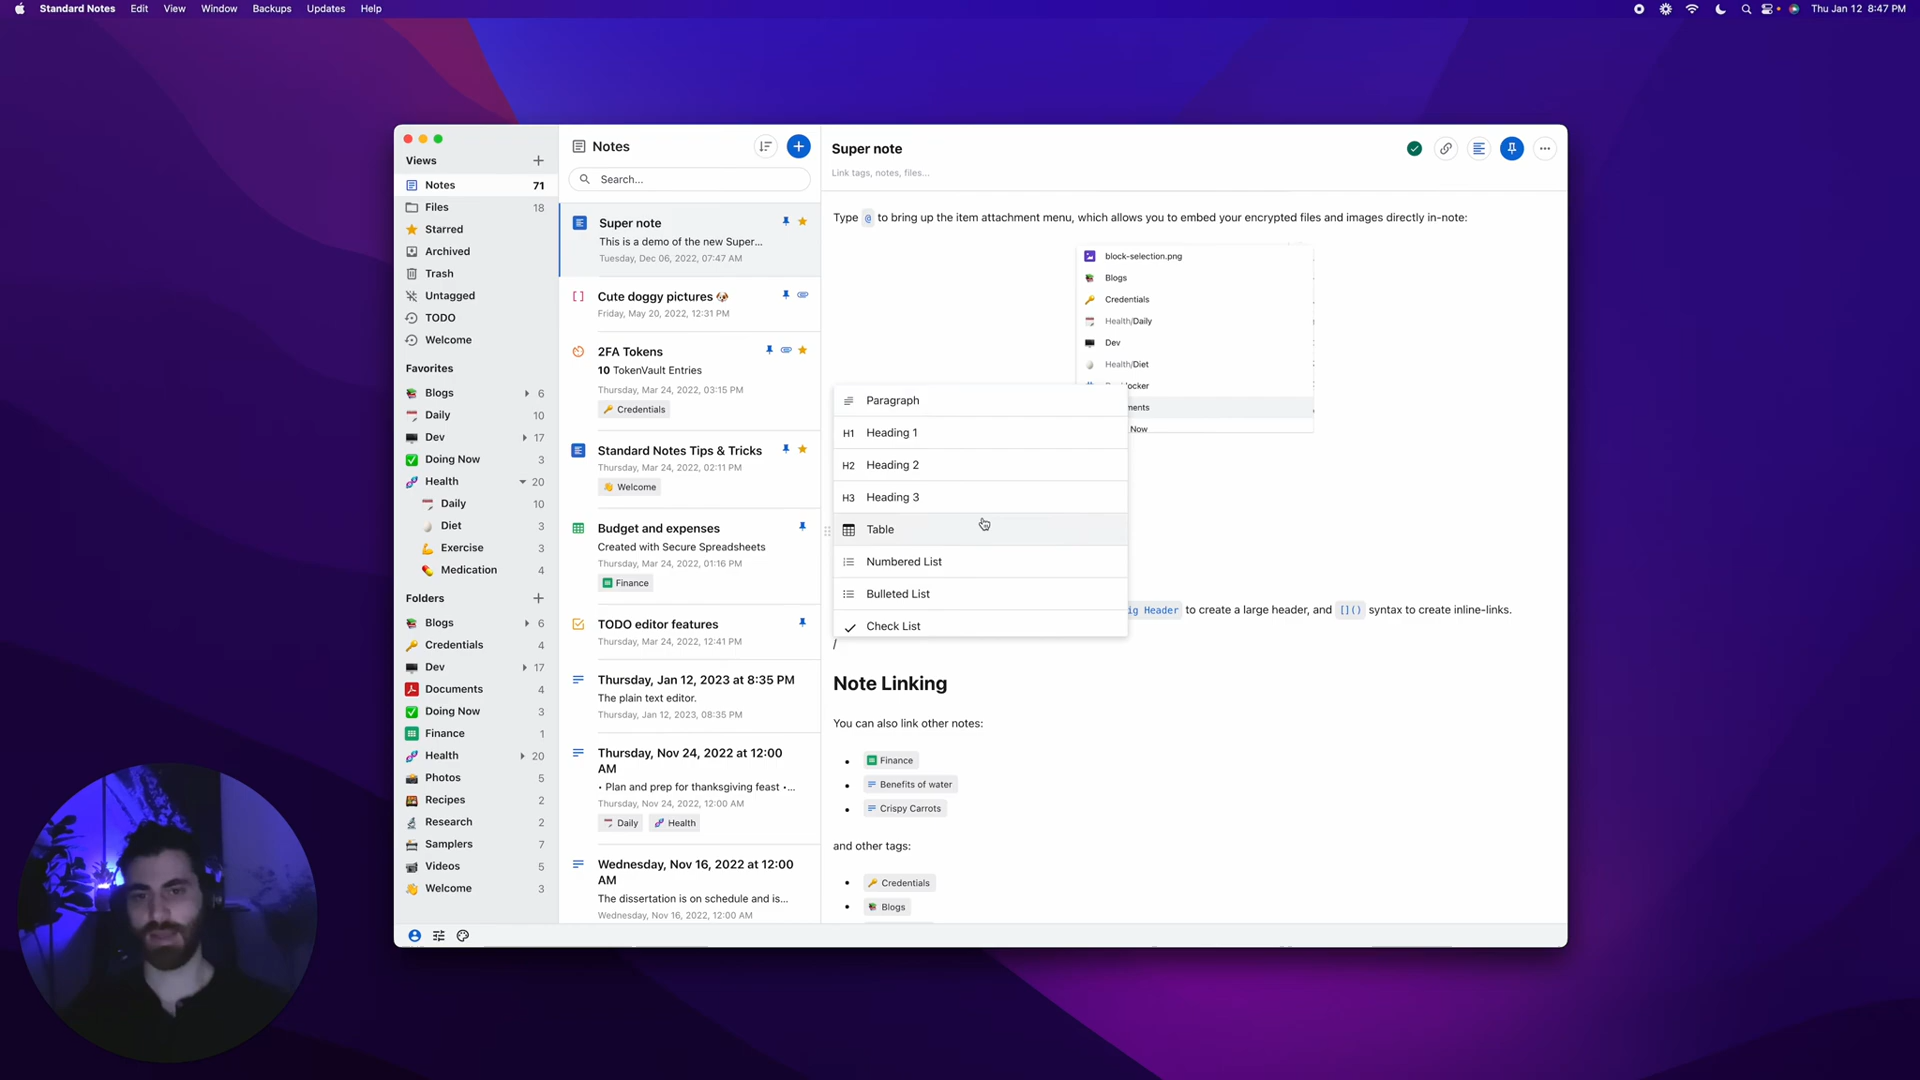 Standard Notes Edit View Window Backups Updates Help
Thu Jan 12 8:47 PM
Views
Notes 71
Files 18
Starred
Archived
Trash
Untagged
TODO
Welcome
Favorites
Blogs 6
Daily 10
Dev 17
Doing Now 3
Health 20
Daily 10
Diet 3
Exercise 3
Medication 4
Folders
Blogs 6
Credentials 4
Dev 17
Documents 4
Doing Now 3
Finance 1
Health 20
Photos 5
Recipes 2
Research 2
Samplers 7
Videos 5
Welcome 3
Notes
Search...
Super note
This is a demo of the new Super...
Tuesday, Dec 06, 2022, 07:47 AM
Cute doggy pictures 🐶
Friday, May 20, 2022, 12:31 PM
2FA Tokens
10 TokenVault Entries
Thursday, Mar 24, 2022, 03:15 PM
Credentials
Standard Notes Tips & Tricks
Thursday, Mar 24, 2022, 02:11 PM
Welcome
Budget and expenses
Created with Secure Spreadsheets
Thursday, Mar 24, 2022, 01:16 PM
Finance
TODO editor features
Thursday, Mar 24, 2022, 12:41 PM
Thursday, Jan 12, 2023 at 8:35 PM
The plain text editor.
Thursday, Jan 12, 2023, 08:35 PM
Thursday, Nov 24, 2022 at 12:00
AM
• Plan and prep for thanksgiving feast •...
Thursday, Nov 24, 2022, 12:00 AM
Daily Health
Wednesday, Nov 16, 2022 at 12:00
AM
The dissertation is on schedule and is...
Wednesday, Nov 16, 2022, 12:00 AM
Super note
Link tags, notes, files...
Type @ to bring up the item attachment menu, which allows you to embed your encrypted files and images directly in-note:
block-selection.png
Blogs
Credentials
Health/Daily
Dev
Health/Diet
locker
ments
Now
Paragraph
H1 Heading 1
H2 Heading 2
H3 Heading 3
Table
Numbered List
Bulleted List
Check List
ig Header to create a large header, and []() syntax to create inline-links.
/
Note Linking
You can also link other notes:
• Finance
• Benefits of water
• Crispy Carrots
and other tags:
• Credentials
• Blogs